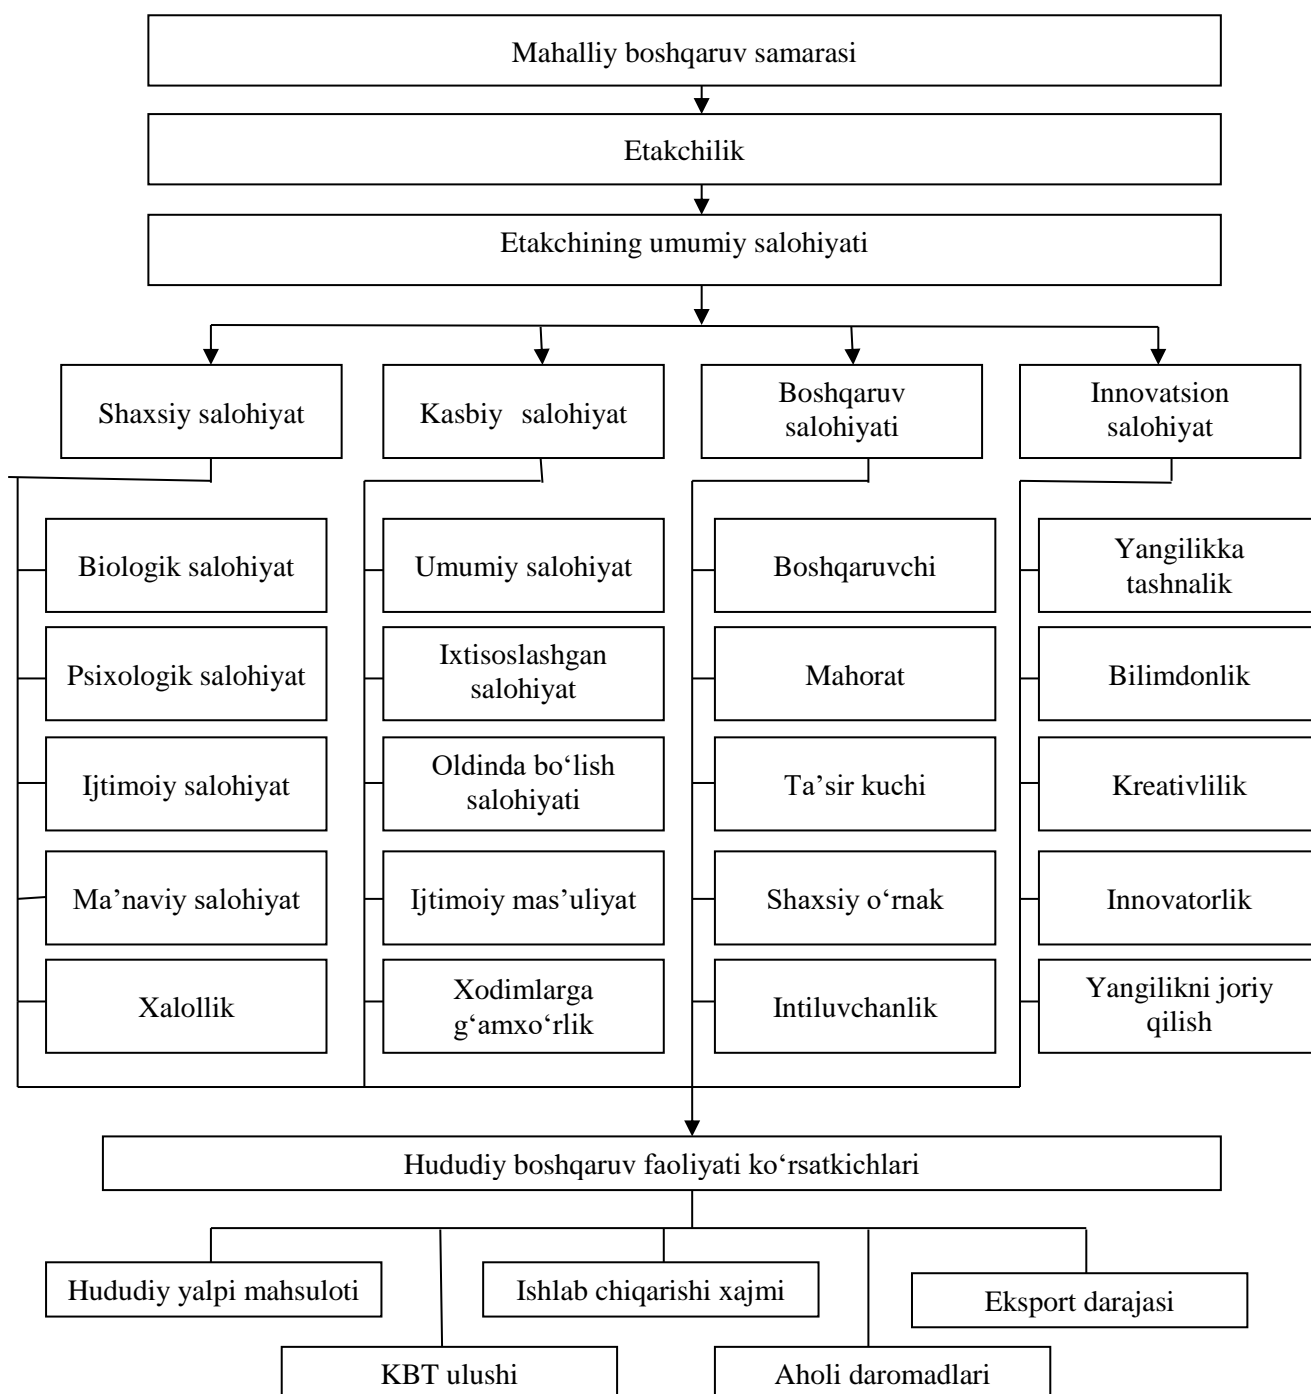 Mahalliy boshqaruv samarasi
Etakchilik
Etakchining umumiy salohiyati
Shaxsiy salohiyat
Kasbiy salohiyat
Boshqaruv
salohiyati
Innovatsion
salohiyat
Biologik salohiyat
Umumiy salohiyat
Boshqaruvchi
Yangilikka
tashnalik
Psixologik salohiyat
Ixtisoslashgan
salohiyat
Mahorat
Bilimdonlik
Ijtimoiy salohiyat
Oldinda bo‘lish
salohiyati
Ta’sir kuchi
Kreativlilik
Ma’naviy salohiyat
Ijtimoiy mas’uliyat
Shaxsiy o‘rnak
Innovatorlik
Xalollik
Xodimlarga
g‘amxo‘rlik
Intiluvchanlik
Yangilikni joriy
qilish
Hududiy boshqaruv faoliyati ko‘rsatkichlari
Hududiy yalpi mahsuloti
Ishlab chiqarishi xajmi
Eksport darajasi
KBT ulushi
Aholi daromadlari